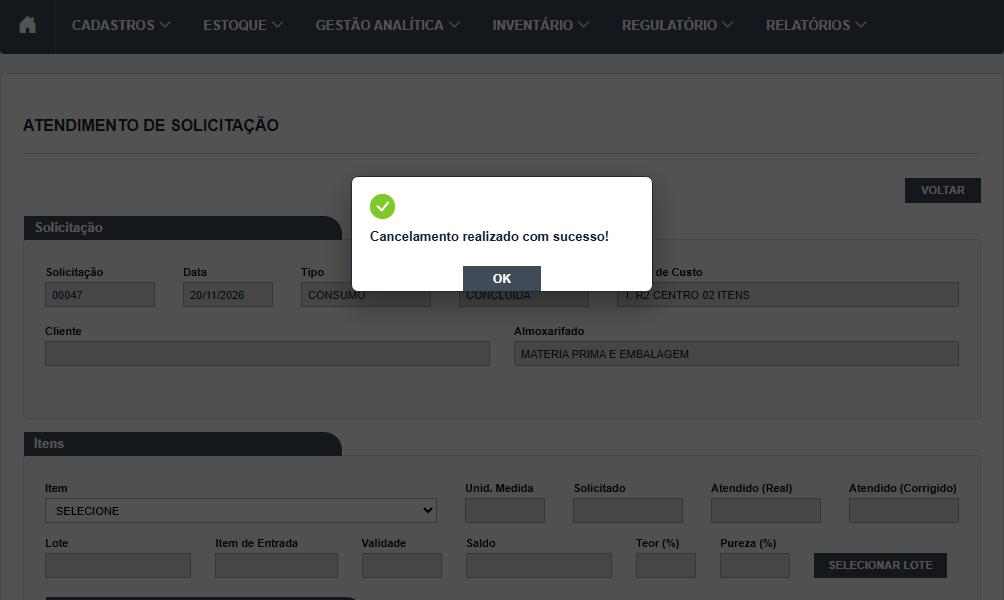 CADASTROS ESTOQUE GESTÃO ANALÍTICA INVENTÁRIO REGULATÓRIO RELATÓRIOS
ATENDIMENTO DE SOLICITAÇÃO
VOLTAR
Cancelamento realizado com sucesso!
OK
Solicitação
Solicitação Data Tipo de Custo
00047 20/11/2026 CONSUMO CONCLUÍDA 1. R2 CENTRO 02 ITENS
Cliente Almoxarifado
MATERIA PRIMA E EMBALAGEM
Itens
Item Unid. Medida Solicitado Atendido (Real) Atendido (Corrigido)
SELECIONE
Lote Item de Entrada Validade Saldo Teor (%) Pureza (%)
SELECIONAR LOTE